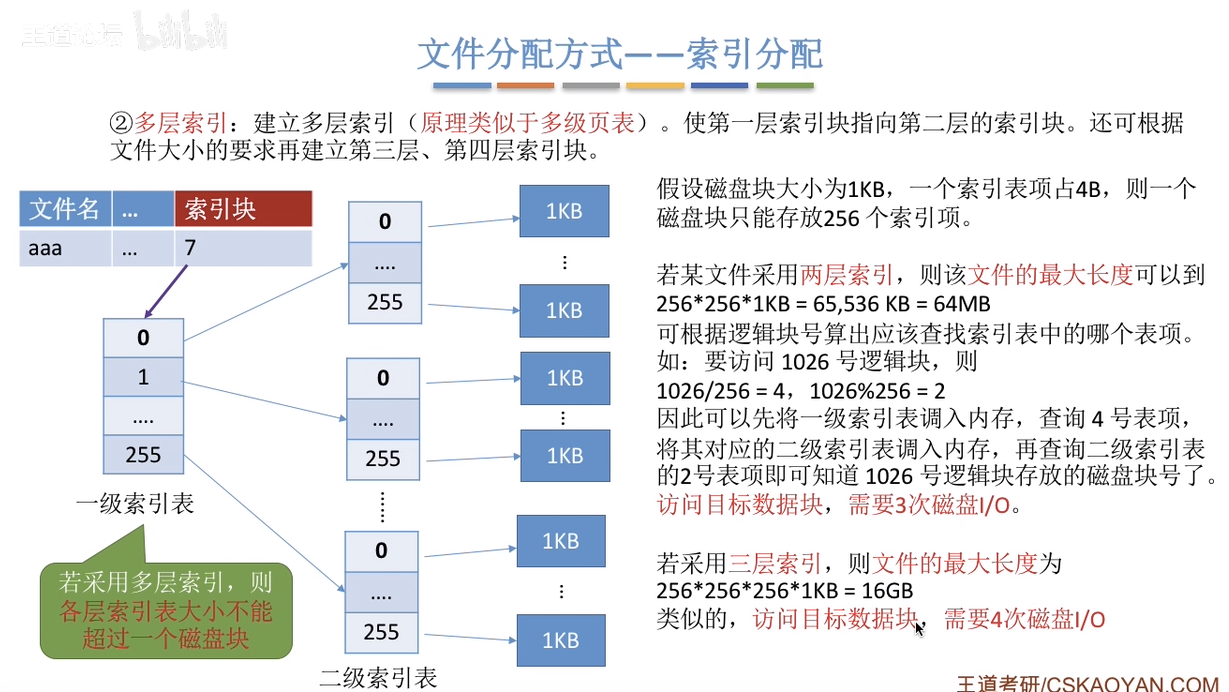 王道论坛 bilibili
文件分配方式——索引分配
②多层索引：建立多层索引（原理类似于多级页表）。使第一层索引块指向第二层的索引块。还可根据
文件大小的要求再建立第三层、第四层索引块。
文件名 ... 索引块
aaa ... 7
0
1
....
255
一级索引表
若采用多层索引，则
各层索引表大小不能
超过一个磁盘块
0
....
255
0
....
255
0
....
255
二级索引表
1KB
1KB
1KB
1KB
1KB
1KB
假设磁盘块大小为1KB，一个索引表项占4B，则一个
磁盘块只能存放256 个索引项。
若某文件采用两层索引，则该文件的最大长度可以到
256*256*1KB = 65,536 KB = 64MB
可根据逻辑块号算出应该查找索引表中的哪个表项。
如：要访问 1026 号逻辑块，则
1026/256 = 4，1026%256 = 2
因此可以先将一级索引表调入内存，查询 4 号表项，
将其对应的二级索引表调入内存，再查询二级索引表
的2号表项即可知道 1026 号逻辑块存放的磁盘块号了。
访问目标数据块，需要3次磁盘I/O。
若采用三层索引，则文件的最大长度为
256*256*256*1KB = 16GB
类似的，访问目标数据块，需要4次磁盘I/O
王道考研/CSKAOYAN.COM